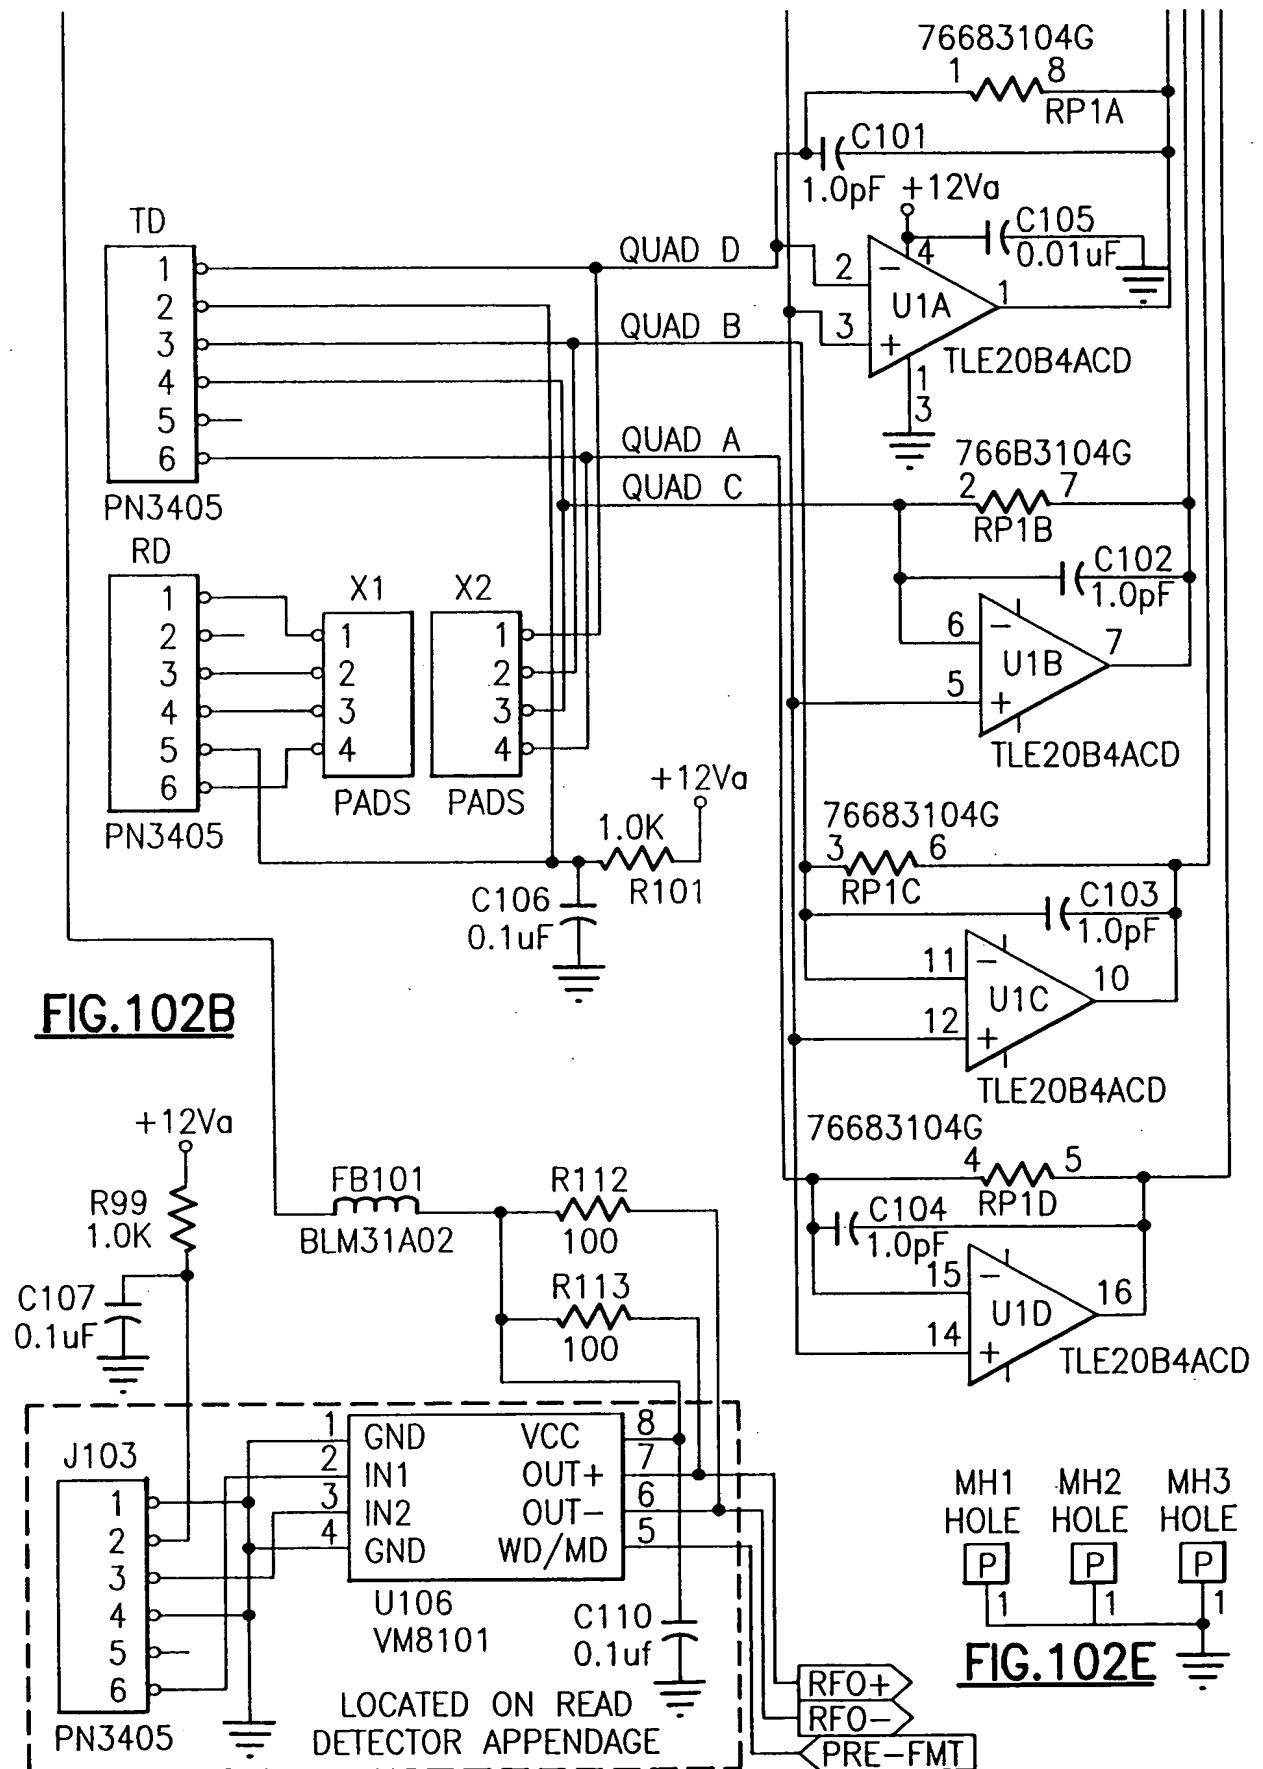 76683104G
1 8
RP1A
C101
1.0pF +12Va
C105
0.01uF
4
TD
1
2
3
4
5
6
PN3405
QUAD D
QUAD B
QUAD A
QUAD C
2 −
3 +
U1A
1
TLE20B4ACD
1
3
766B3104G
2 7
RP1B
C102
1.0pF
6 −
5 +
U1B
7
TLE20B4ACD
RD
1
2
3
4
5
6
PN3405
X1
1
2
3
4
PADS
X2
1
2
3
4
PADS
+12Va
1.0K
R101
C106
0.1uF
76683104G
3 6
RP1C
C103
1.0pF
11 −
12 +
U1C
10
TLE20B4ACD
FIG.102B
76683104G
4 5
RP1D
C104
1.0pF
15 −
14 +
U1D
16
TLE20B4ACD
+12Va
R99
1.0K
C107
0.1uF
FB101
BLM31A02
R112
100
R113
100
J103
1
2
3
4
5
6
PN3405
1 GND VCC 8
2 IN1 OUT+ 7
3 IN2 OUT− 6
4 GND WD/MD 5
U106
VM8101
C110
0.1uf
LOCATED ON READ
DETECTOR APPENDAGE
RFO+
RFO−
PRE−FMT
MH1 MH2 MH3
HOLE HOLE HOLE
P P P
1 1 1
FIG.102E